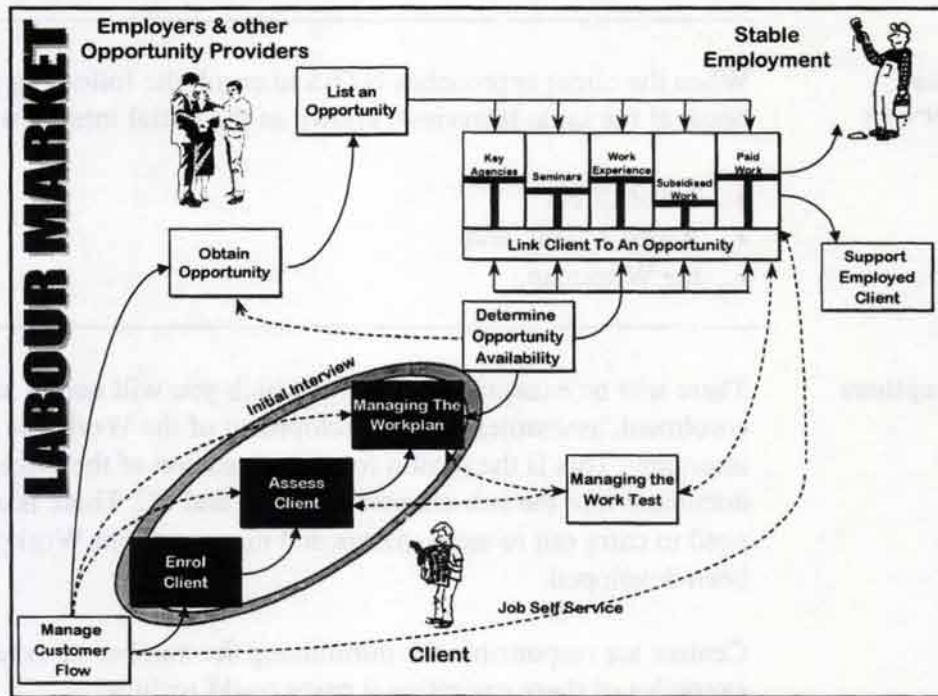 LABOUR MARKET
Employers & other
Opportunity Providers
Stable
Employment
List an
Opportunity
Key
Agencies
Seminars
Work
Experience
Subsidised
Work
Paid
Work
Link Client To An Opportunity
Obtain
Opportunity
Support
Employed
Client
Determine
Opportunity
Availability
Initial Interview
Managing The
Workplan
Assess
Client
Managing the
Work Test
Enrol
Client
Job Self Service
Manage
Customer
Flow
Client